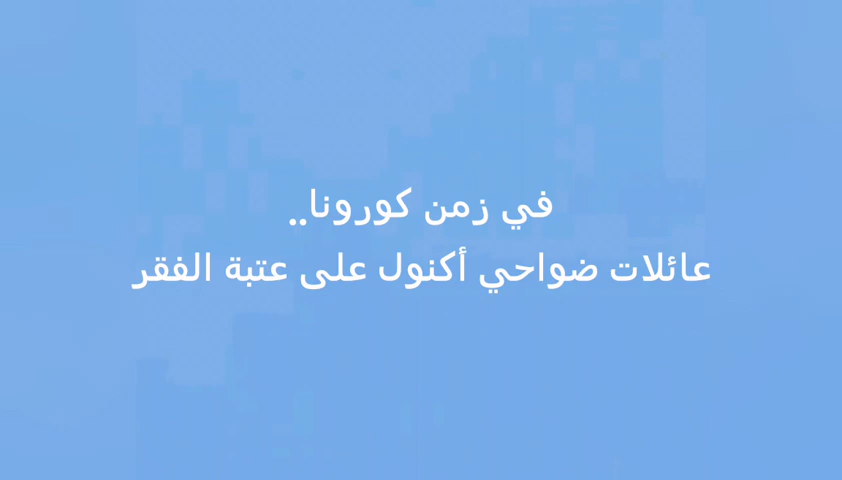 في زمن كورونا..
عائلات ضواحي أكنول على عتبة الفقر